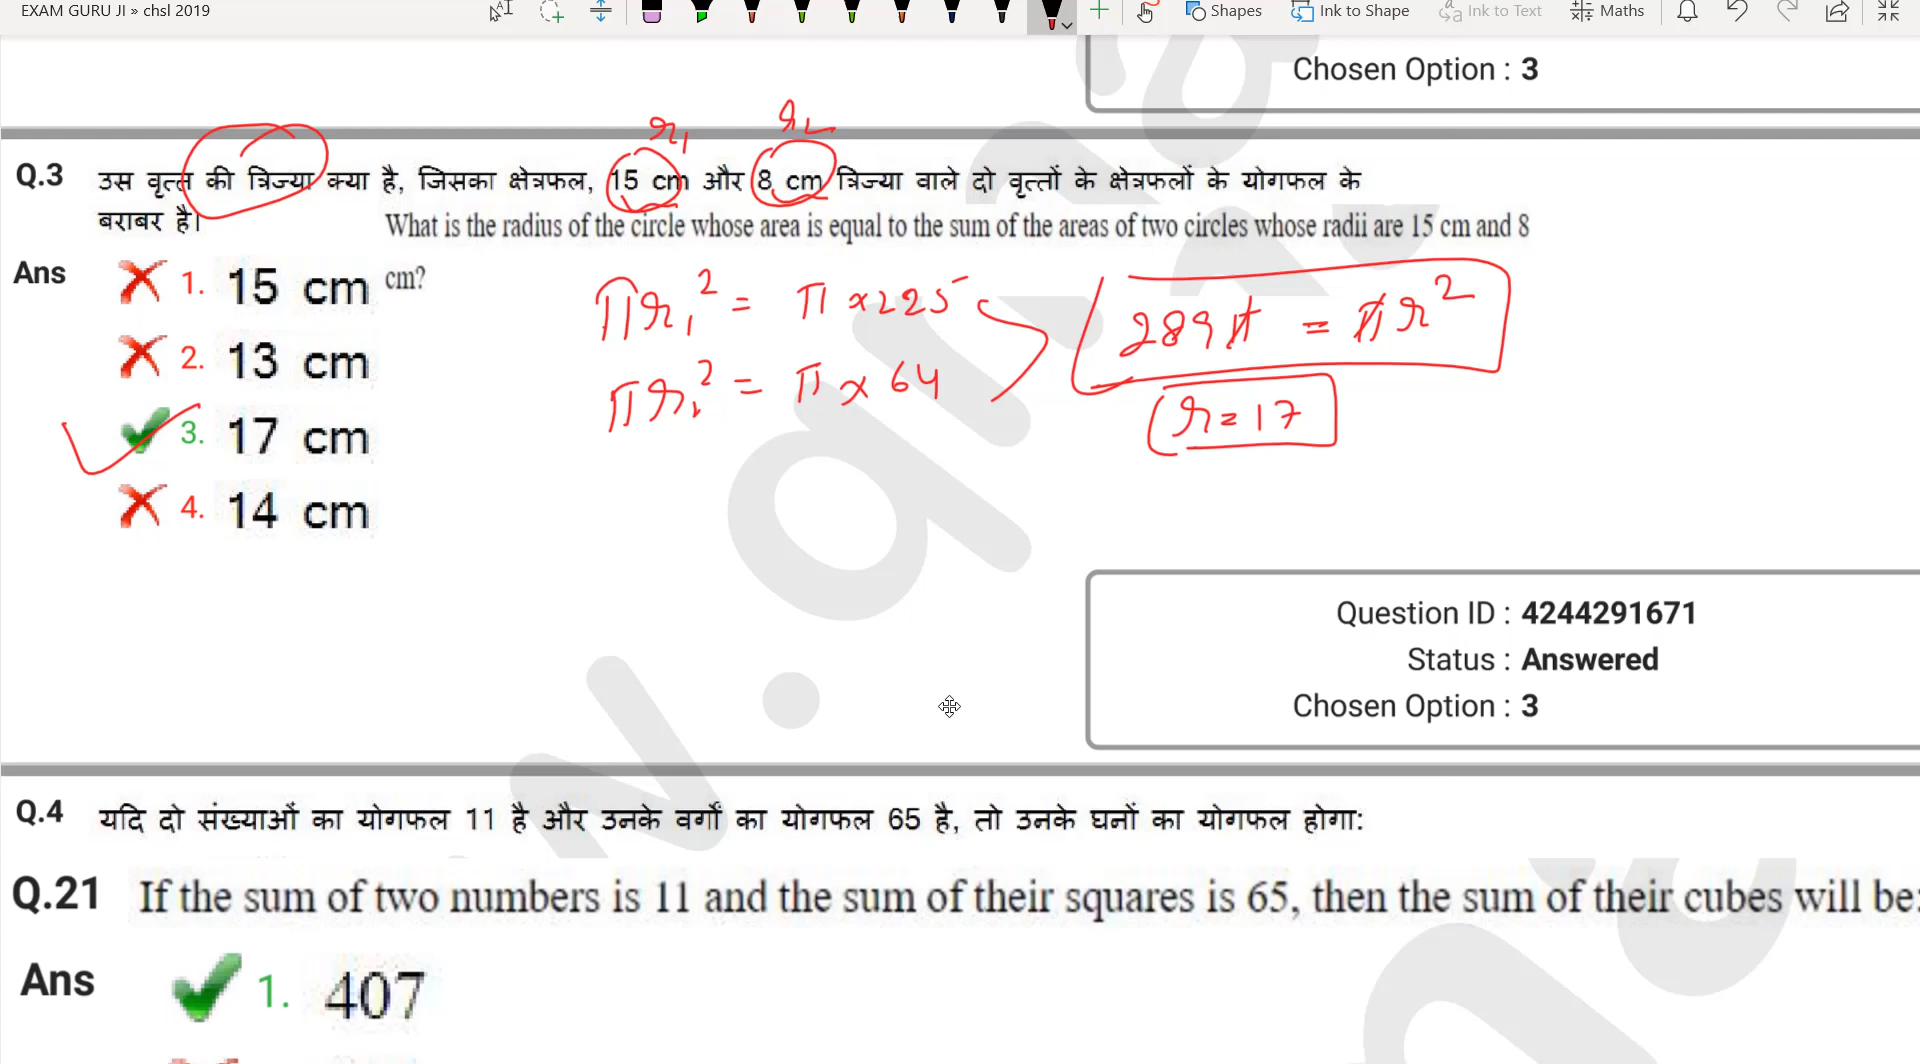 EXAM GURU JI » chsl 2019
Shapes Ink to Shape Ink to Text Maths
Chosen Option : 3
r₁ r₂
Q.3 उस वृत्त की त्रिज्या क्या है, जिसका क्षेत्रफल, 15 cm और 8 cm त्रिज्या वाले दो वृत्तों के क्षेत्रफलों के योगफल के
बराबर है।
What is the radius of the circle whose area is equal to the sum of the areas of two circles whose radii are 15 cm and 8
cm?
Ans 1. 15 cm
2. 13 cm
3. 17 cm
4. 14 cm
πr₁² = π×225
πr₁² = π×64
289π = πr²
r=17
Question ID : 4244291671
Status : Answered
Chosen Option : 3
Q.4 यदि दो संख्याओं का योगफल 11 है और उनके वर्गों का योगफल 65 है, तो उनके घनों का योगफल होगा:
Q.21 If the sum of two numbers is 11 and the sum of their squares is 65, then the sum of their cubes will be:
Ans 1. 407